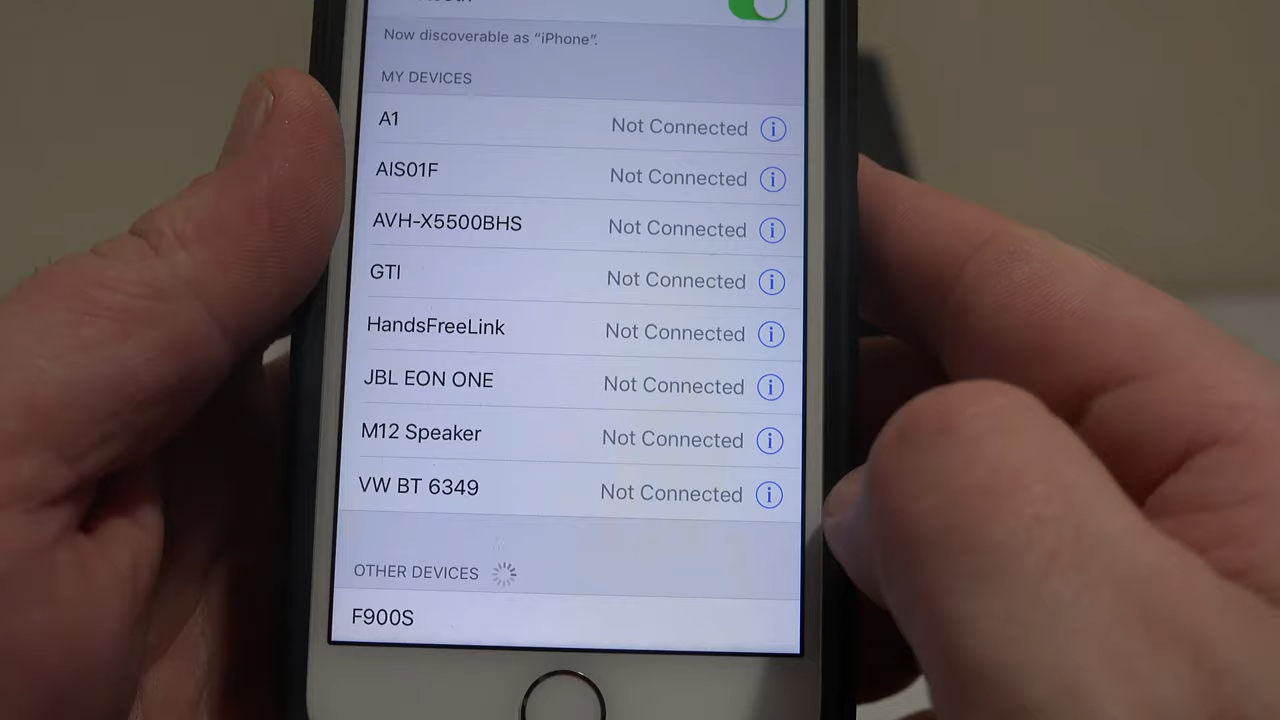 Now discoverable as “iPhone”.
MY DEVICES
A1 Not Connected
AIS01F Not Connected
AVH-X5500BHS Not Connected
GTI Not Connected
HandsFreeLink Not Connected
JBL EON ONE Not Connected
M12 Speaker Not Connected
VW BT 6349 Not Connected
OTHER DEVICES
F900S